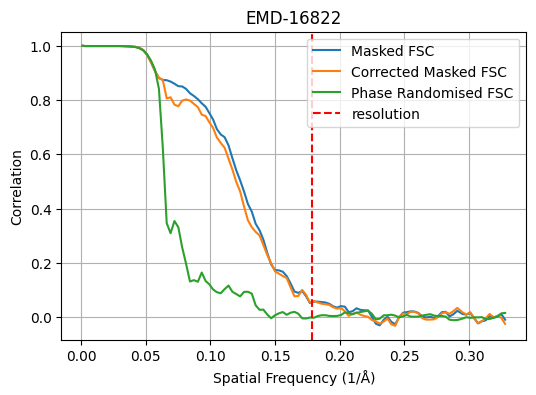 EMD-16822
Masked FSC
Corrected Masked FSC
Phase Randomised FSC
resolution
Correlation
1.0
0.8
0.6
0.4
0.2
0.0
0.00 0.05 0.10 0.15 0.20 0.25 0.30
Spatial Frequency (1/Å)